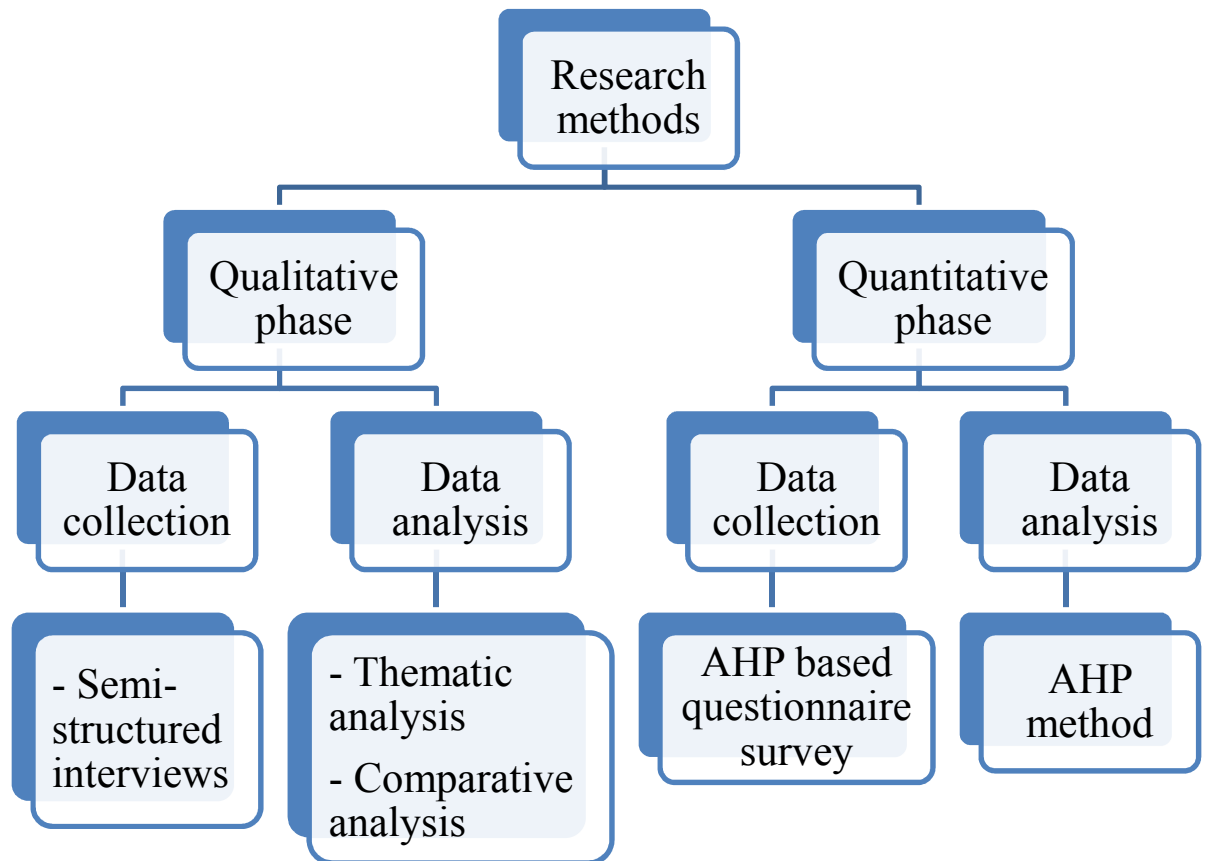 Research
methods
Qualitative
phase
Quantitative
phase
Data
collection
Data
analysis
Data
collection
Data
analysis
- Semi-
structured
interviews
- Thematic
analysis
- Comparative
analysis
AHP based
questionnaire
survey
AHP
method